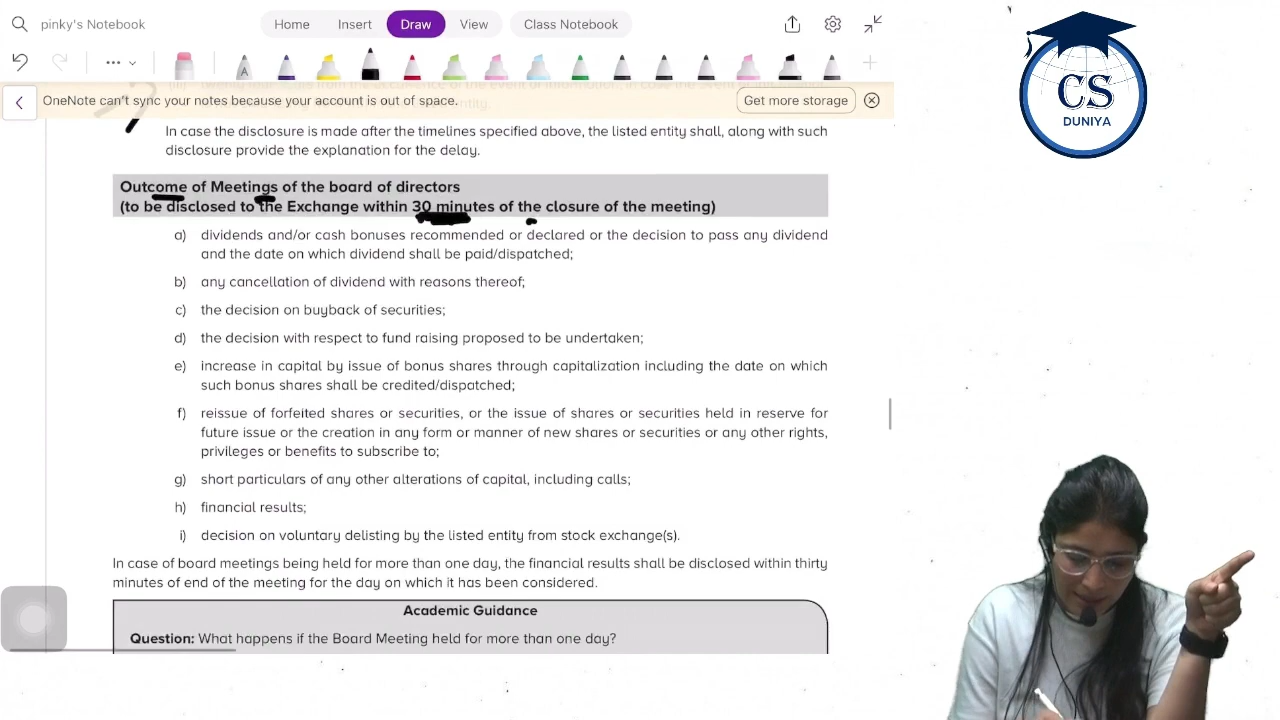 pinky's Notebook
Home Insert Draw View Class Notebook
OneNote can't sync your notes because your account is out of space.
Get more storage
In case the disclosure is made after the timelines specified above, the listed entity shall, along with such
disclosure provide the explanation for the delay.
Outcome of Meetings of the board of directors
(to be disclosed to the Exchange within 30 minutes of the closure of the meeting)
a) dividends and/or cash bonuses recommended or declared or the decision to pass any dividend
and the date on which dividend shall be paid/dispatched;
b) any cancellation of dividend with reasons thereof;
c) the decision on buyback of securities;
d) the decision with respect to fund raising proposed to be undertaken;
e) increase in capital by issue of bonus shares through capitalization including the date on which
such bonus shares shall be credited/dispatched;
f) reissue of forfeited shares or securities, or the issue of shares or securities held in reserve for
future issue or the creation in any form or manner of new shares or securities or any other rights,
privileges or benefits to subscribe to;
g) short particulars of any other alterations of capital, including calls;
h) financial results;
i) decision on voluntary delisting by the listed entity from stock exchange(s).
In case of board meetings being held for more than one day, the financial results shall be disclosed within thirty
minutes of end of the meeting for the day on which it has been considered.
Academic Guidance
Question: What happens if the Board Meeting held for more than one day?
CS
DUNIYA